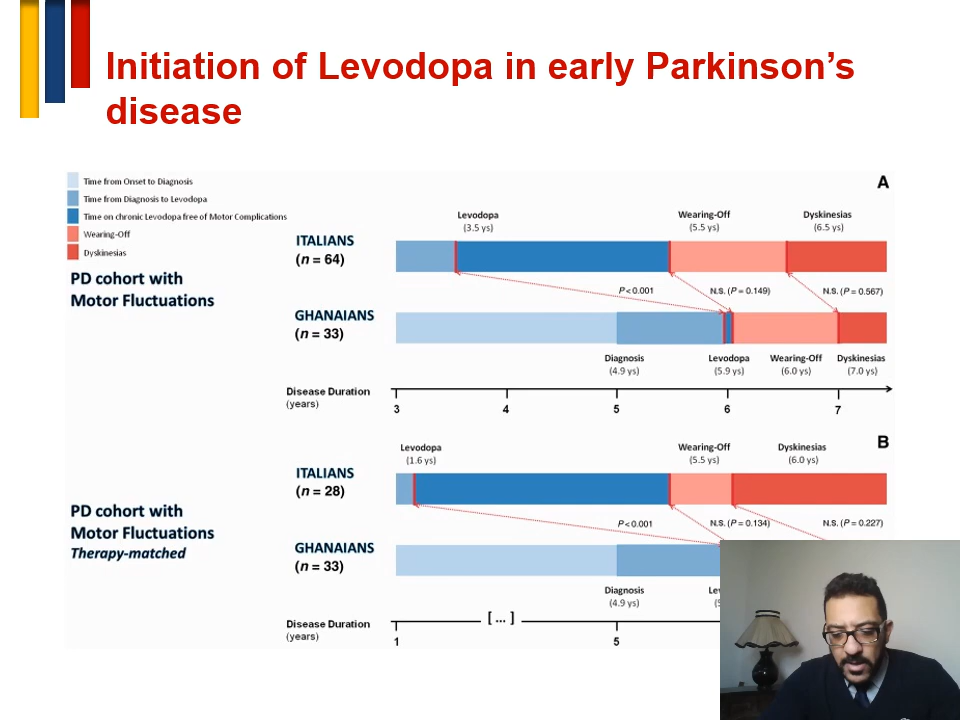 Initiation of Levodopa in early Parkinson's
disease
Time from Onset to Diagnosis
Time from Diagnosis to Levodopa
Time on chronic Levodopa free of Motor Complications
Wearing-Off
Dyskinesias
A
PD cohort with
Motor Fluctuations
Levodopa
(3.5 ys)
Wearing-Off
(5.5 ys)
Dyskinesias
(6.5 ys)
ITALIANS
(n = 64)
P < 0.001
N.S. (P = 0.149)
N.S. (P = 0.567)
GHANAIANS
(n = 33)
Diagnosis
(4.9 ys)
Levodopa
(5.9 ys)
Wearing-Off
(6.0 ys)
Dyskinesias
(7.0 ys)
Disease Duration
(years)
3 4 5 6 7
B
PD cohort with
Motor Fluctuations
Therapy-matched
Levodopa
(1.6 ys)
Wearing-Off
(5.5 ys)
Dyskinesias
(6.0 ys)
ITALIANS
(n = 28)
P < 0.001
N.S. (P = 0.134)
N.S. (P = 0.227)
GHANAIANS
(n = 33)
Diagnosis
(4.9 ys)
Disease Duration
(years)
1 [ ... ] 5